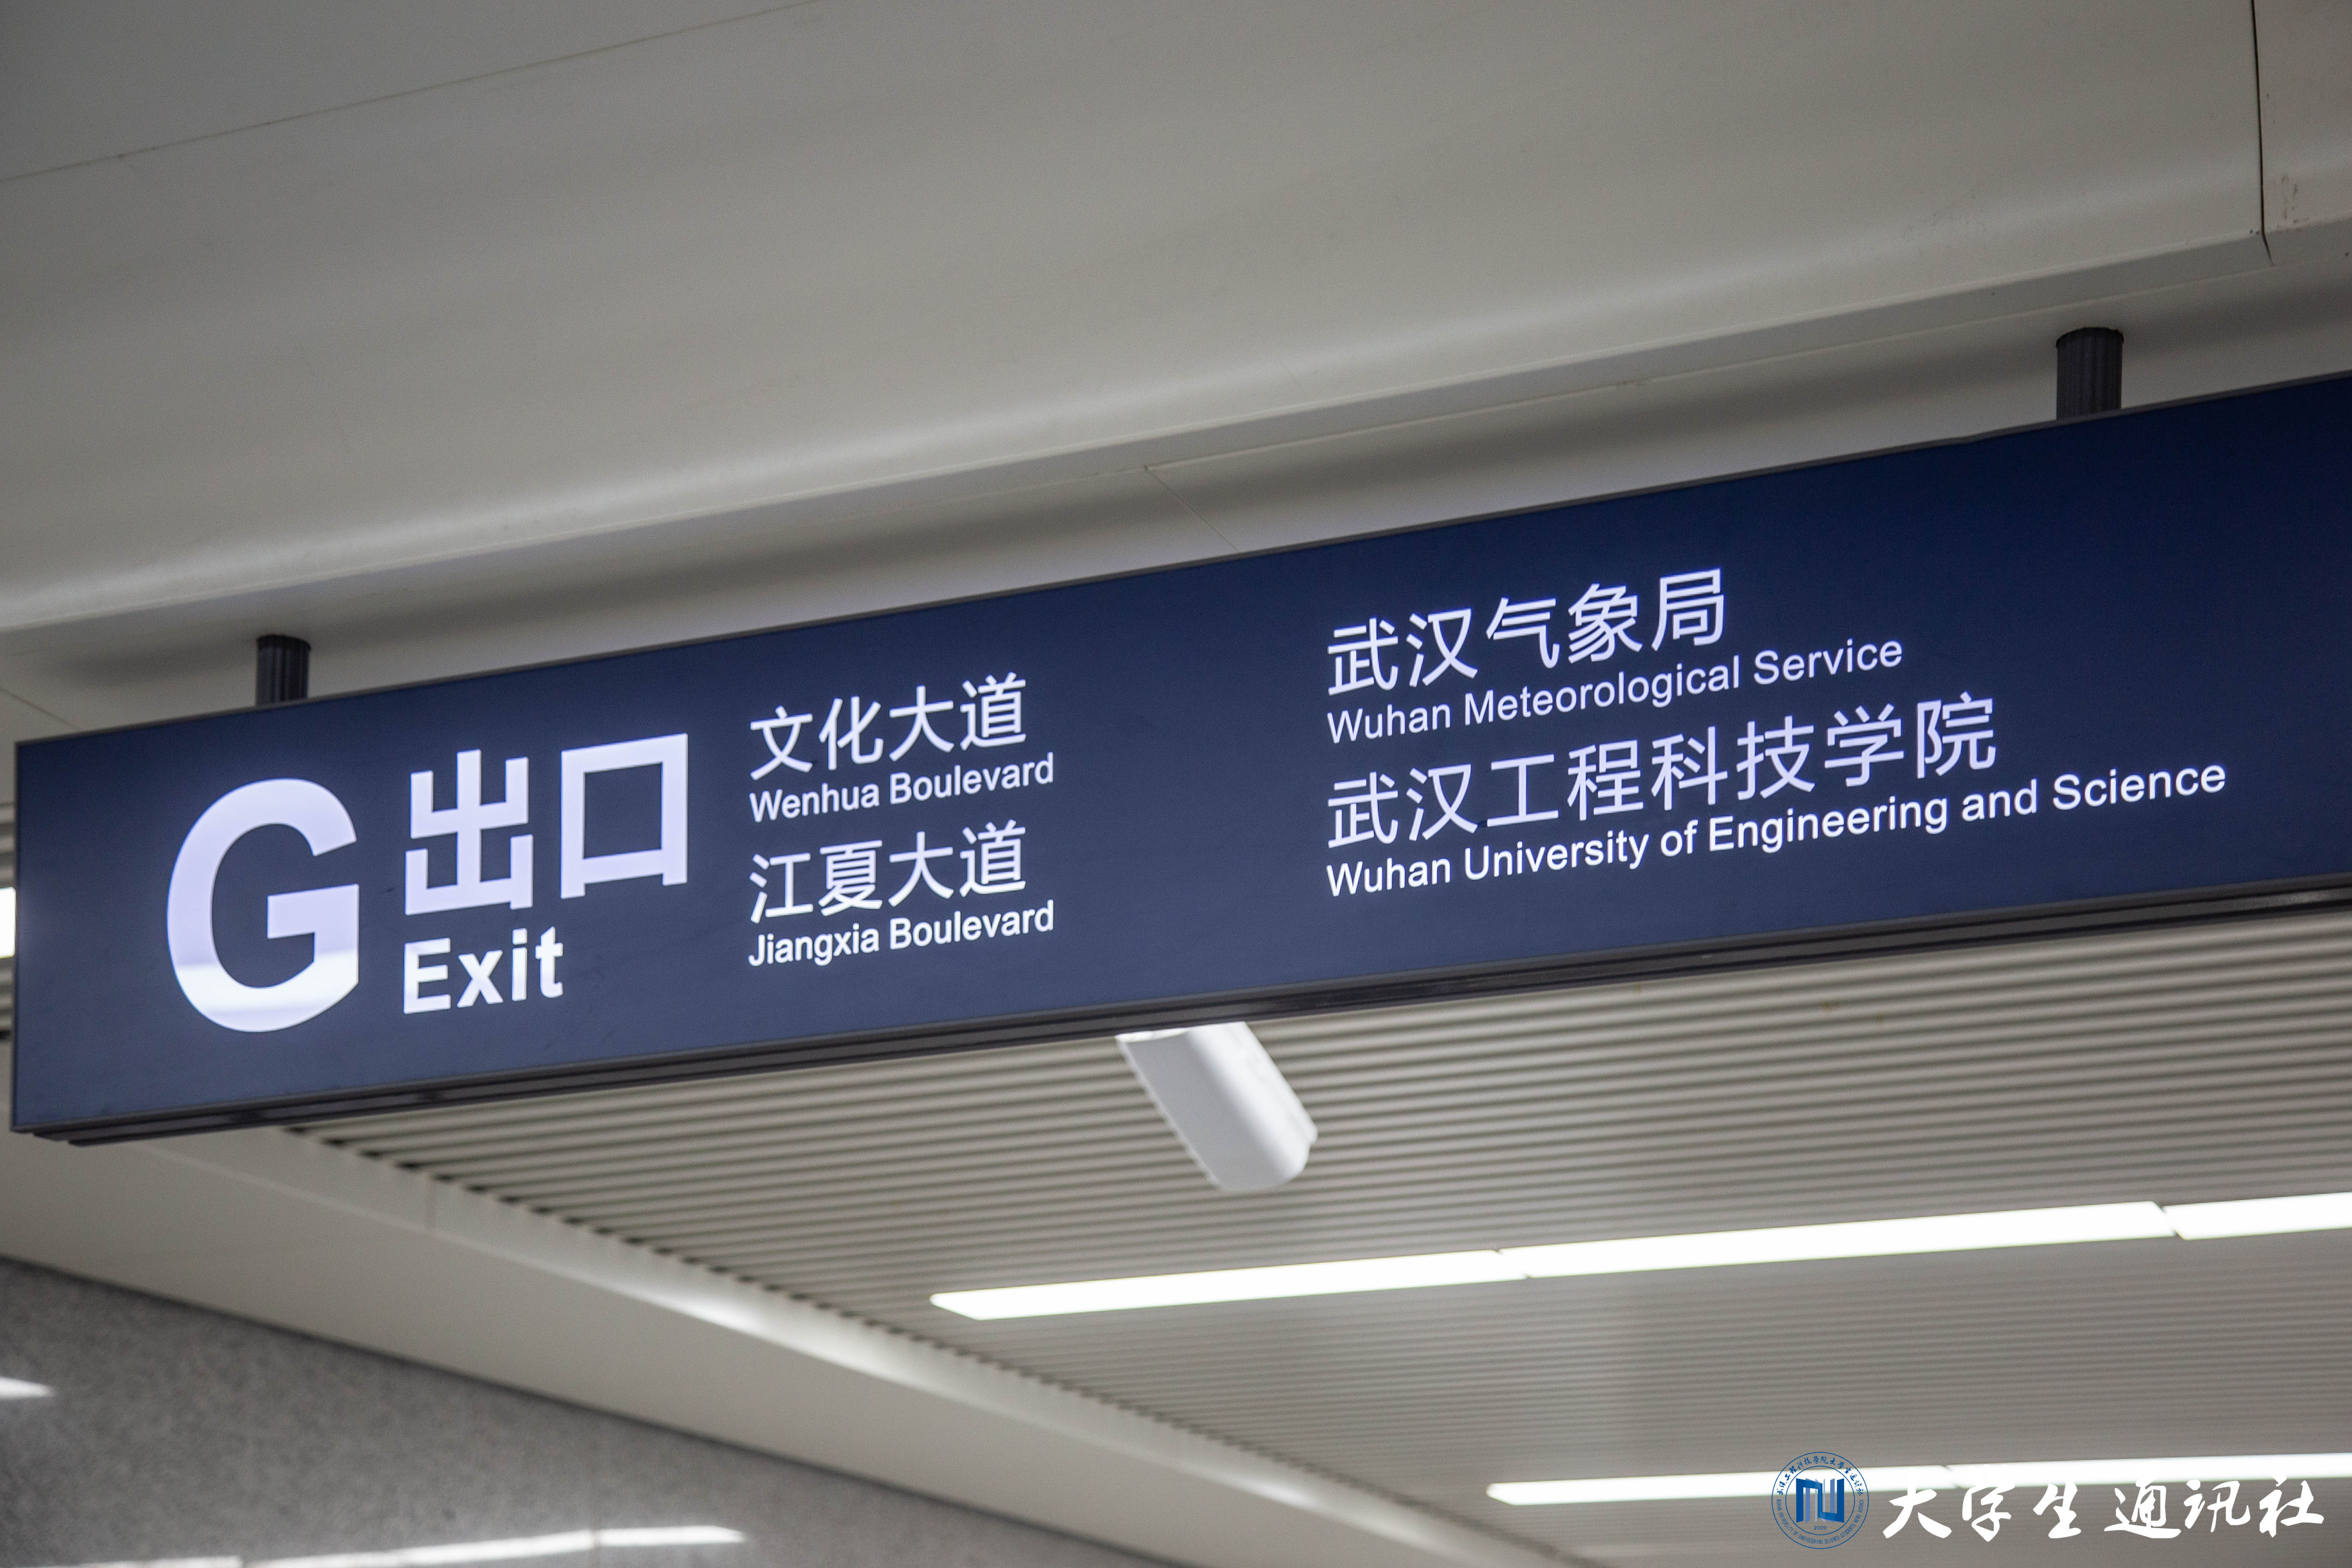 G 出口
Exit
文化大道
Wenhua Boulevard
江夏大道
Jiangxia Boulevard
武汉气象局
Wuhan Meteorological Service
武汉工程科技学院
Wuhan University of Engineering and Science
大学生通讯社
2009